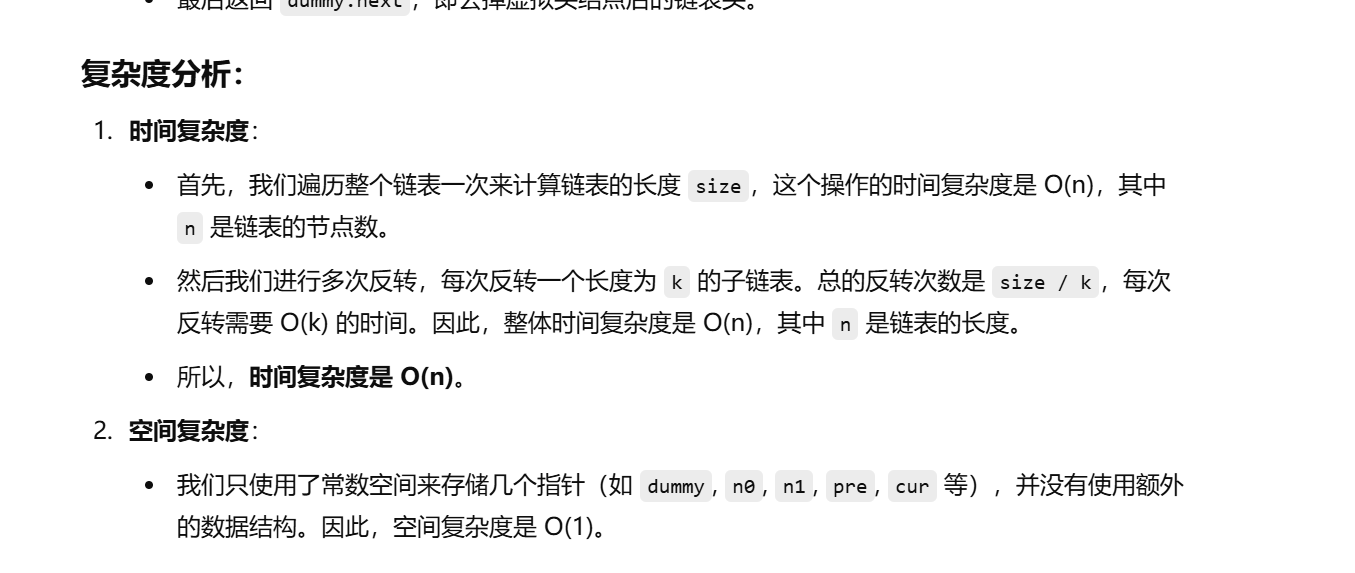 最后返回 dummy.next，即去掉虚拟头结点后的链表头。
复杂度分析：
1. 时间复杂度：
• 首先，我们遍历整个链表一次来计算链表的长度 size，这个操作的时间复杂度是 O(n)，其中
n 是链表的节点数。
• 然后我们进行多次反转，每次反转一个长度为 k 的子链表。总的反转次数是 size / k，每次
反转需要 O(k) 的时间。因此，整体时间复杂度是 O(n)，其中 n 是链表的长度。
• 所以，时间复杂度是 O(n)。
2. 空间复杂度：
• 我们只使用了常数空间来存储几个指针（如 dummy, n0, n1, pre, cur 等），并没有使用额外
的数据结构。因此，空间复杂度是 O(1)。